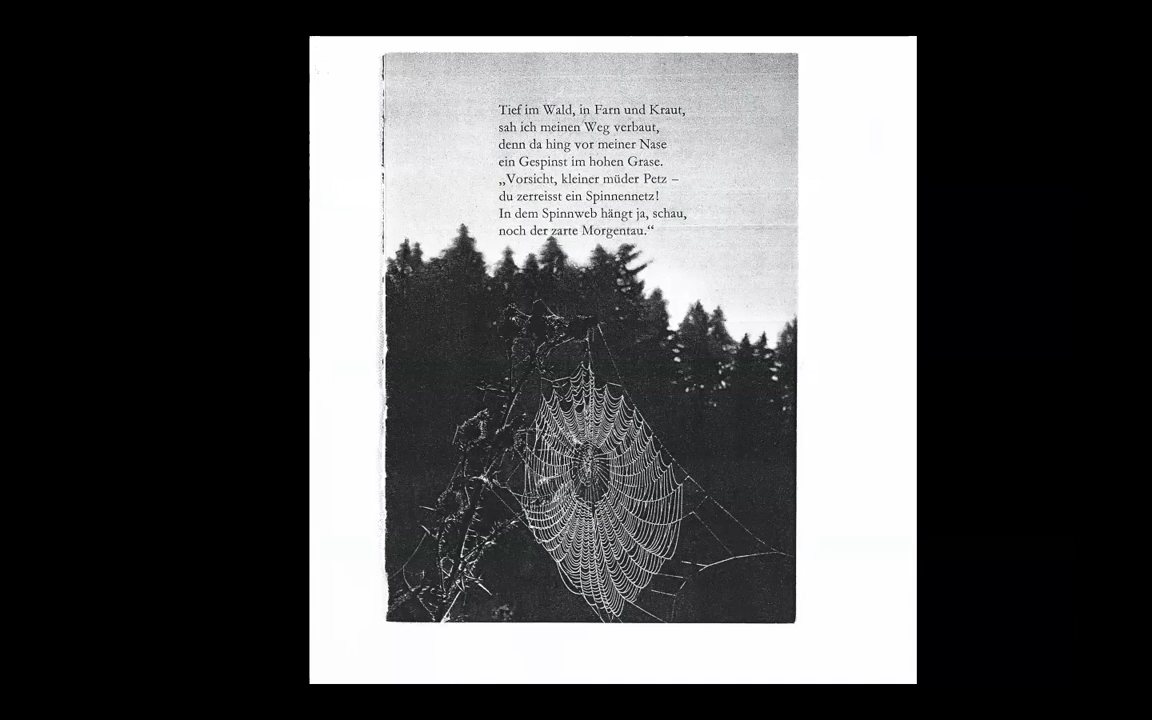 Tief im Wald, in Farn und Kraut,
sah ich meinen Weg verbaut,
denn da hing vor meiner Nase
ein Gespinst im hohen Grase.
„Vorsicht, kleiner müder Petz –
du zerreisst ein Spinnennetz!
In dem Spinnweb hängt ja, schau,
noch der zarte Morgentau.“